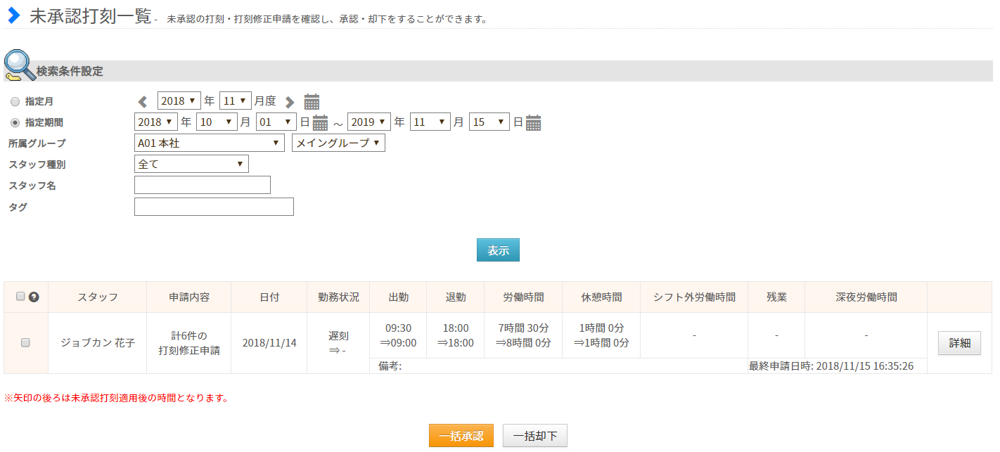 未承認打刻一覧 - 未承認の打刻・打刻修正申請を確認し、承認・却下をすることができます。
検索条件設定
指定月 2018 年 11 月度
指定期間 2018 年 10 月 01 日 ～ 2019 年 11 月 15 日
所属グループ A01 本社 メイングループ
スタッフ種別 全て
スタッフ名
タグ
表示
? スタッフ 申請内容 日付 勤務状況 出勤 退勤 労働時間 休憩時間 シフト外労働時間 残業 深夜労働時間
ジョブカン 花子
計6件の
打刻修正申請
2018/11/14
遅刻
⇒ -
09:30
⇒09:00
18:00
⇒18:00
7時間 30分
⇒8時間 0分
1時間 0分
⇒1時間 0分
-
-
-
詳細
備考:
最終申請日時: 2018/11/15 16:35:26
※矢印の後ろは未承認打刻適用後の時間となります。
一括承認 一括却下